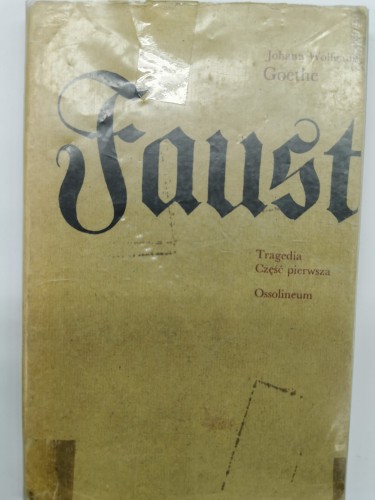 Johann Wolfgang
Goethe
Faust
Tragedia
Część pierwsza
Ossolineum